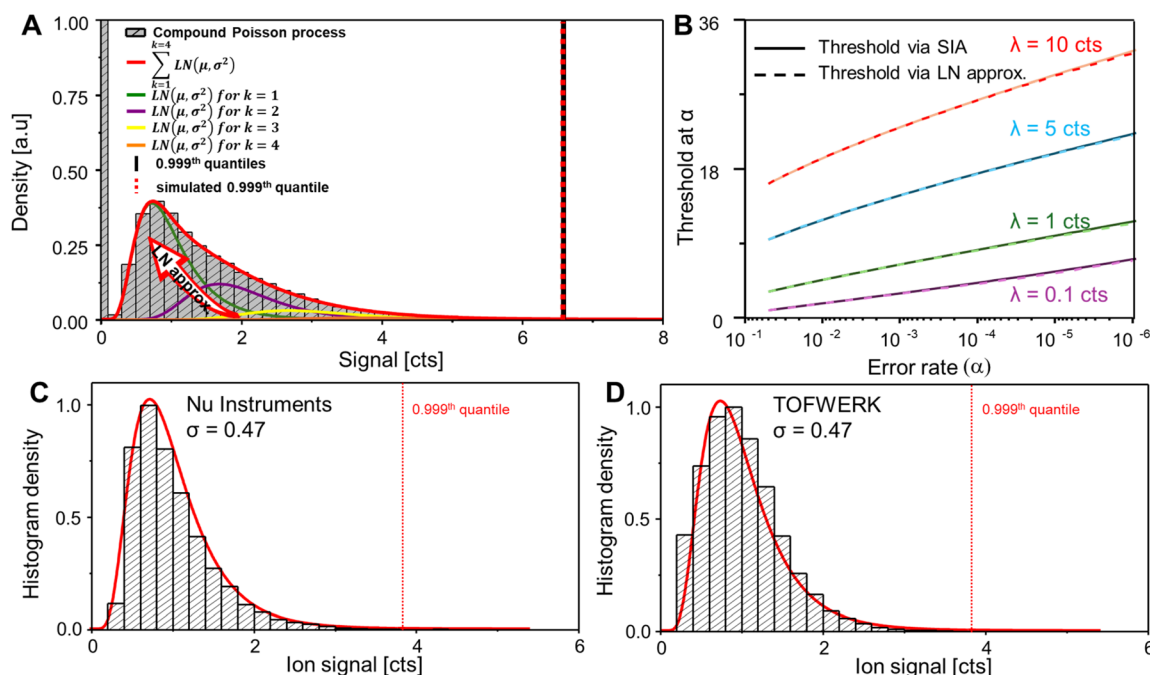 A
1.00
0.75
0.50
0.25
0.00
Density [a.u]
Compound Poisson process
k=4
∑ LN(μ, σ²)
k=1
LN(μ, σ²) for k = 1
LN(μ, σ²) for k = 2
LN(μ, σ²) for k = 3
LN(μ, σ²) for k = 4
0.999th quantiles
simulated 0.999th quantile
LN approx.
0 2 4 6 8
Signal [cts]
B
36
18
0
Threshold at α
Threshold via SIA
Threshold via LN approx.
λ = 10 cts
λ = 5 cts
λ = 1 cts
λ = 0.1 cts
10⁻¹ 10⁻² 10⁻³ 10⁻⁴ 10⁻⁵ 10⁻⁶
Error rate (α)
C
1.0
0.5
0.0
Histogram density
Nu Instruments
σ = 0.47
0.999th quantile
0 2 4 6
Ion signal [cts]
D
1.0
0.5
0.0
Histogram density
TOFWERK
σ = 0.47
0.999th quantile
0 2 4 6
Ion signal [cts]